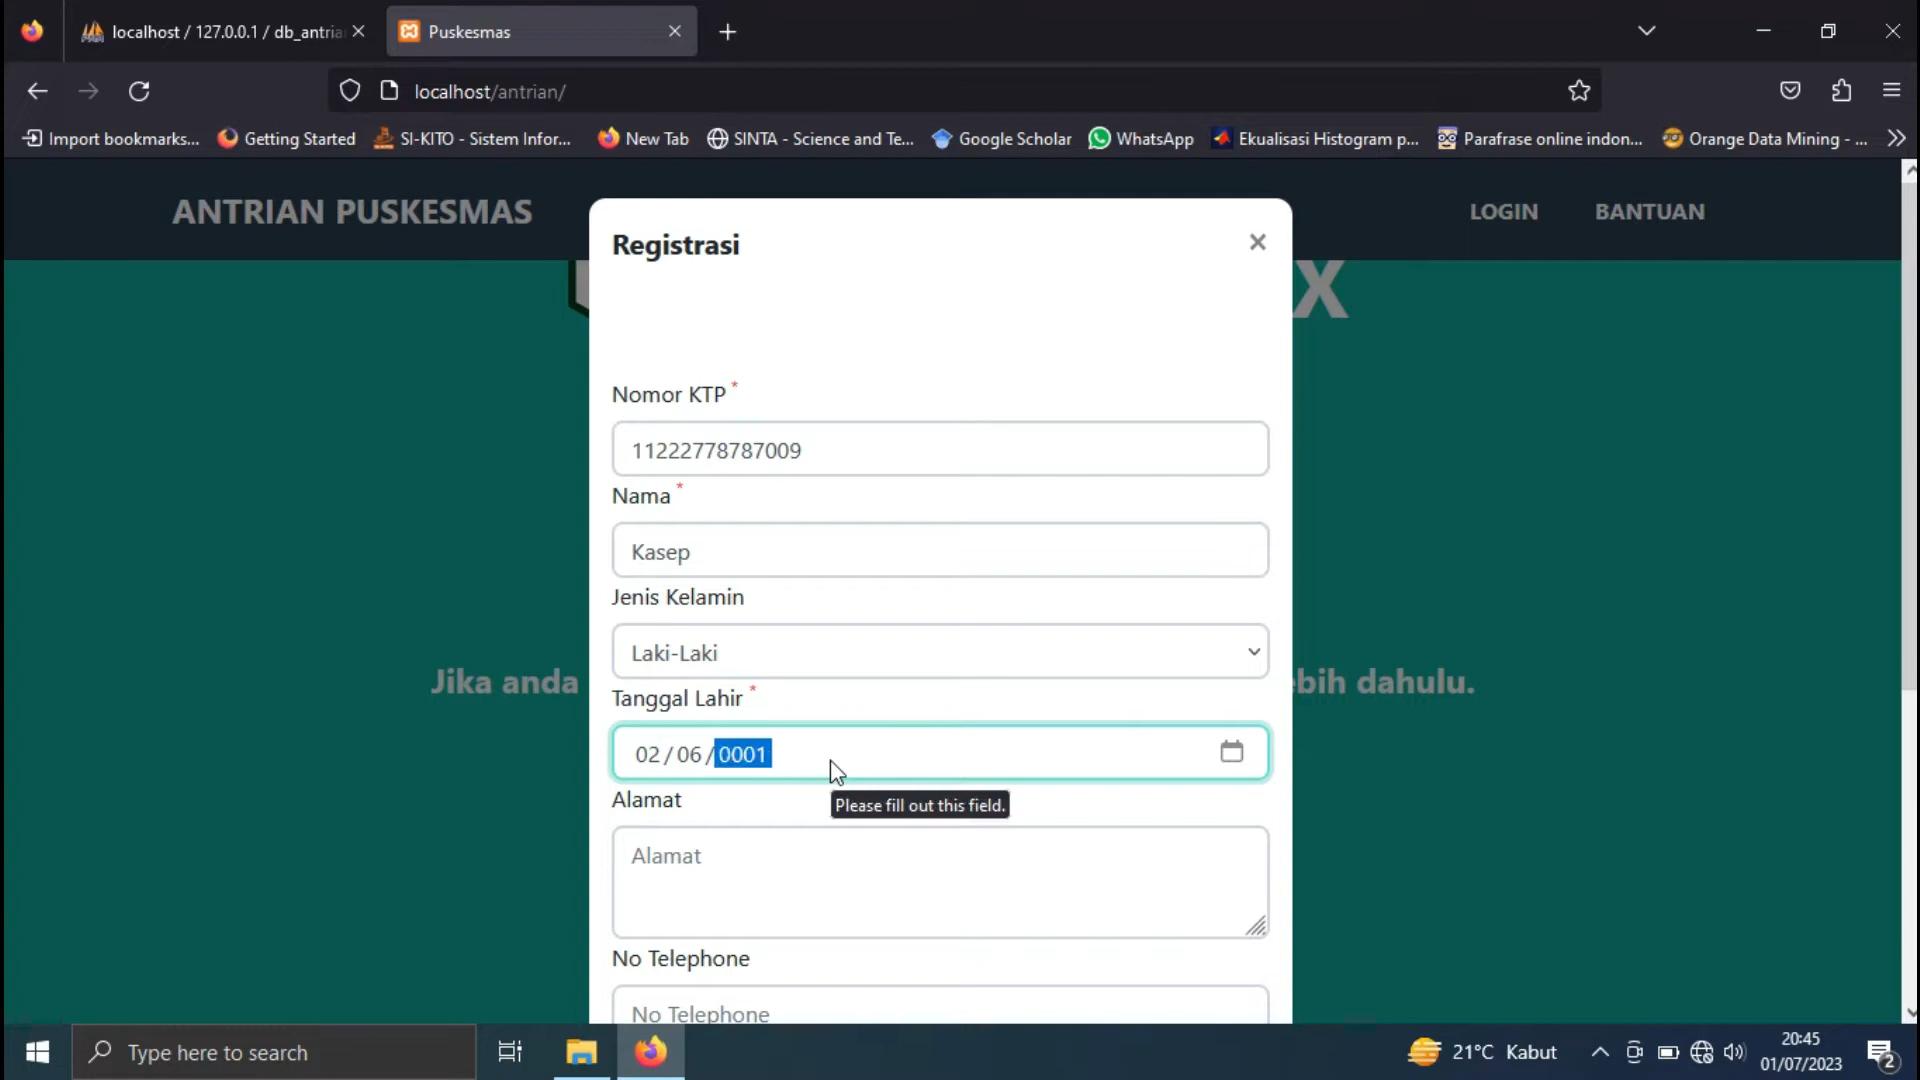 localhost / 127.0.0.1 / db_antria
Puskesmas
localhost/antrian/
Import bookmarks...
Getting Started
SI-KITO - Sistem Infor...
New Tab
SINTA - Science and Te...
Google Scholar
WhatsApp
Ekualisasi Histogram p...
Parafrase online indon...
Orange Data Mining - ...
ANTRIAN PUSKESMAS
LOGIN
BANTUAN
Registrasi
X
Nomor KTP *
11222778787009
Nama *
Kasep
Jenis Kelamin
Laki-Laki
Jika anda
ebih dahulu.
Tanggal Lahir *
02/06/0001
Please fill out this field.
Alamat
Alamat
No Telephone
No Telephone
Type here to search
21°C Kabut
20:45
01/07/2023
2